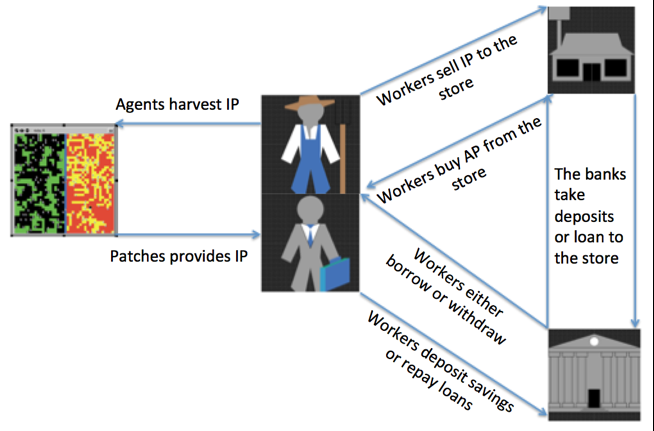 Agents harvest IP
Patches provides IP
Workers sell IP to the
store
Workers buy AP from the
store
The banks
take
deposits
or loan to
the store
Workers either
borrow or withdraw
Workers deposit savings
or repay loans